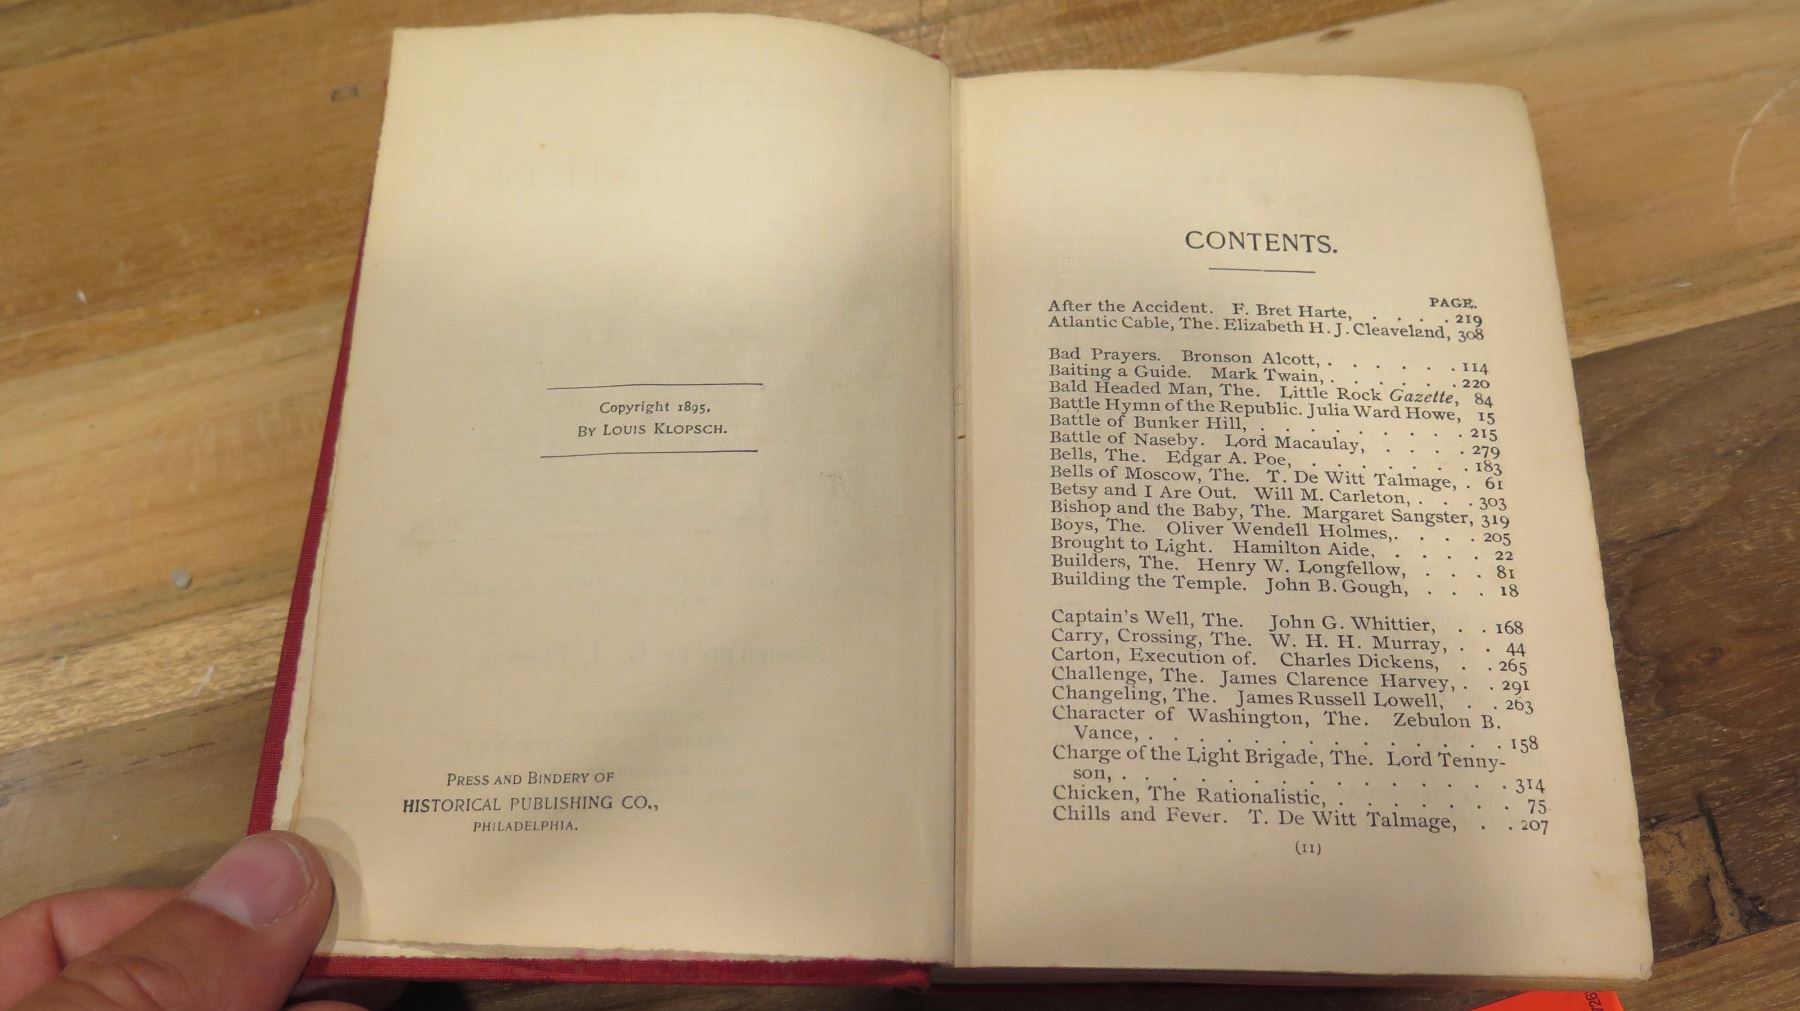 Copyright 1895,
BY LOUIS KLOPSCH.
PRESS AND BINDERY OF
HISTORICAL PUBLISHING CO.,
PHILADELPHIA.
CONTENTS.
PAGE.
After the Accident. F. Bret Harte, . . . . 219
Atlantic Cable, The. Elizabeth H. J. Cleaveland, 308
Bad Prayers. Bronson Alcott, . . . . . . . 114
Baiting a Guide. Mark Twain, . . . . . . . 220
Bald Headed Man, The. Little Rock Gazette, 84
Battle Hymn of the Republic. Julia Ward Howe, 15
Battle of Bunker Hill, . . . . . . . . . . 215
Battle of Naseby. Lord Macaulay, . . . . . 279
Bells, The. Edgar A. Poe, . . . . . . . . 183
Bells of Moscow, The. T. De Witt Talmage, . 61
Betsy and I Are Out. Will M. Carleton, . . . 303
Bishop and the Baby, The. Margaret Sangster, 319
Boys, The. Oliver Wendell Holmes, . . . . 205
Brought to Light. Hamilton Aide, . . . . 22
Builders, The. Henry W. Longfellow, . . . 81
Building the Temple. John B. Gough, . . . 18
Captain's Well, The. John G. Whittier, . . 168
Carry, Crossing, The. W. H. H. Murray, . . 44
Carton, Execution of. Charles Dickens, . . 265
Challenge, The. James Clarence Harvey, . . 291
Changeling, The. James Russell Lowell, . . 263
Character of Washington, The. Zebulon B.
Vance, . . . . . . . . . . . . . . 158
Charge of the Light Brigade, The. Lord Tenny-
son, . . . . . . . . . . . . . . . 314
Chicken, The Rationalistic, . . . . . . . 75
Chills and Fever. T. De Witt Talmage, . . 207
(11)